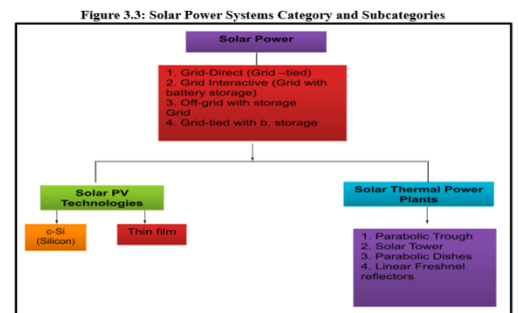 Figure 3.3: Solar Power Systems Category and Subcategories
Solar Power
1. Grid-Direct (Grid –tied)
2. Grid Interactive (Grid with
battery storage)
3. Off-grid with storage
Grid
4. Grid-tied with b. storage
Solar PV
Technologies
Solar Thermal Power
Plants
c-Si
(Silicon)
Thin film
1. Parabolic Trough
2. Solar Tower
3. Parabolic Dishes
4. Linear Freshnel
reflectors